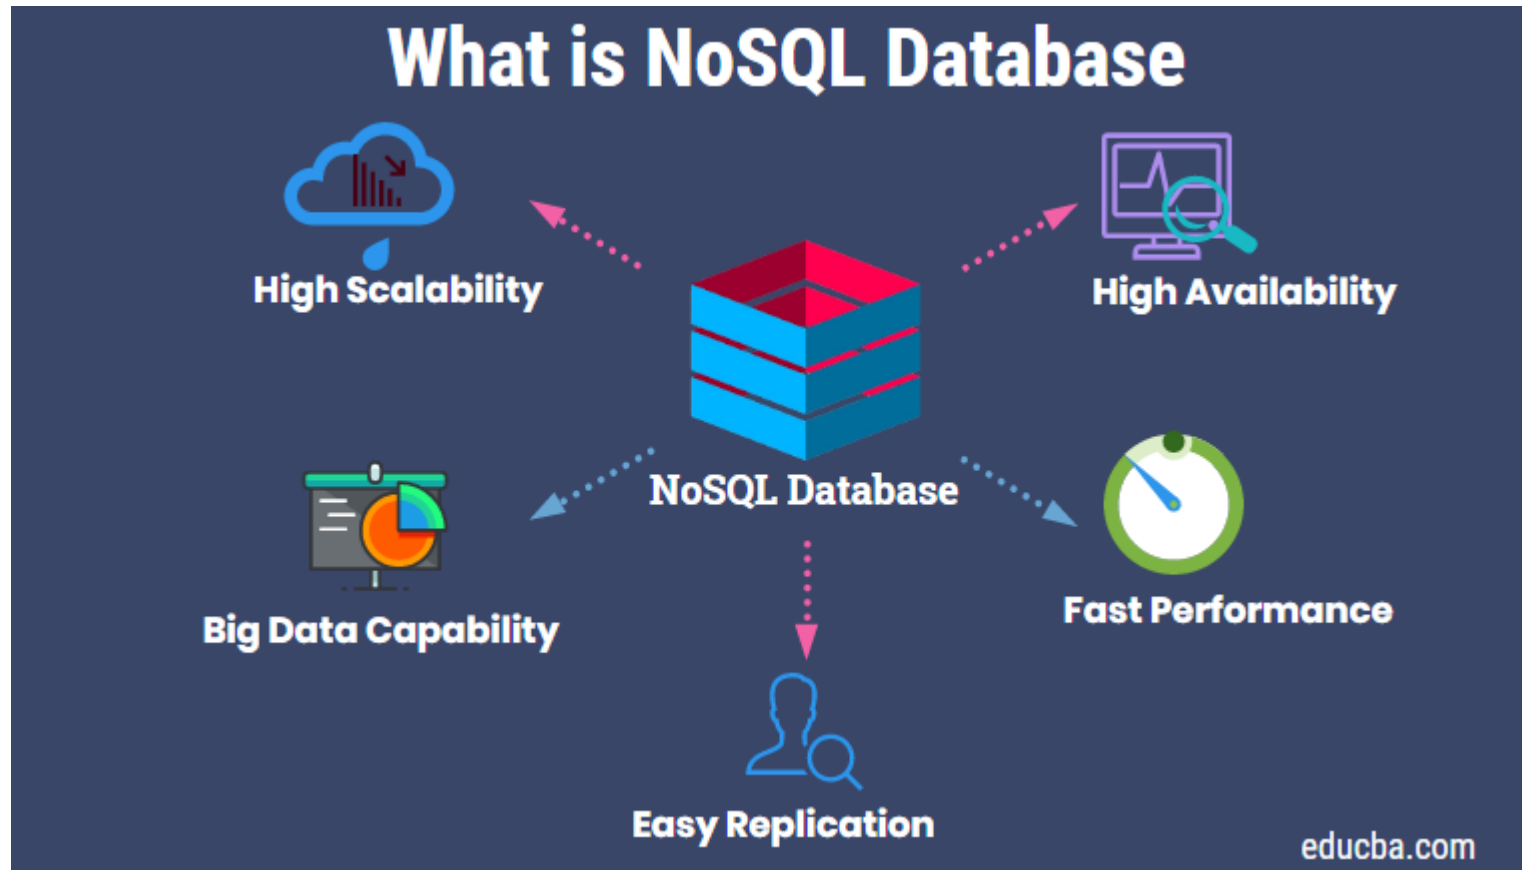 What is NoSQL Database
High Scalability
High Availability
NoSQL Database
Big Data Capability
Fast Performance
Easy Replication
educba.com